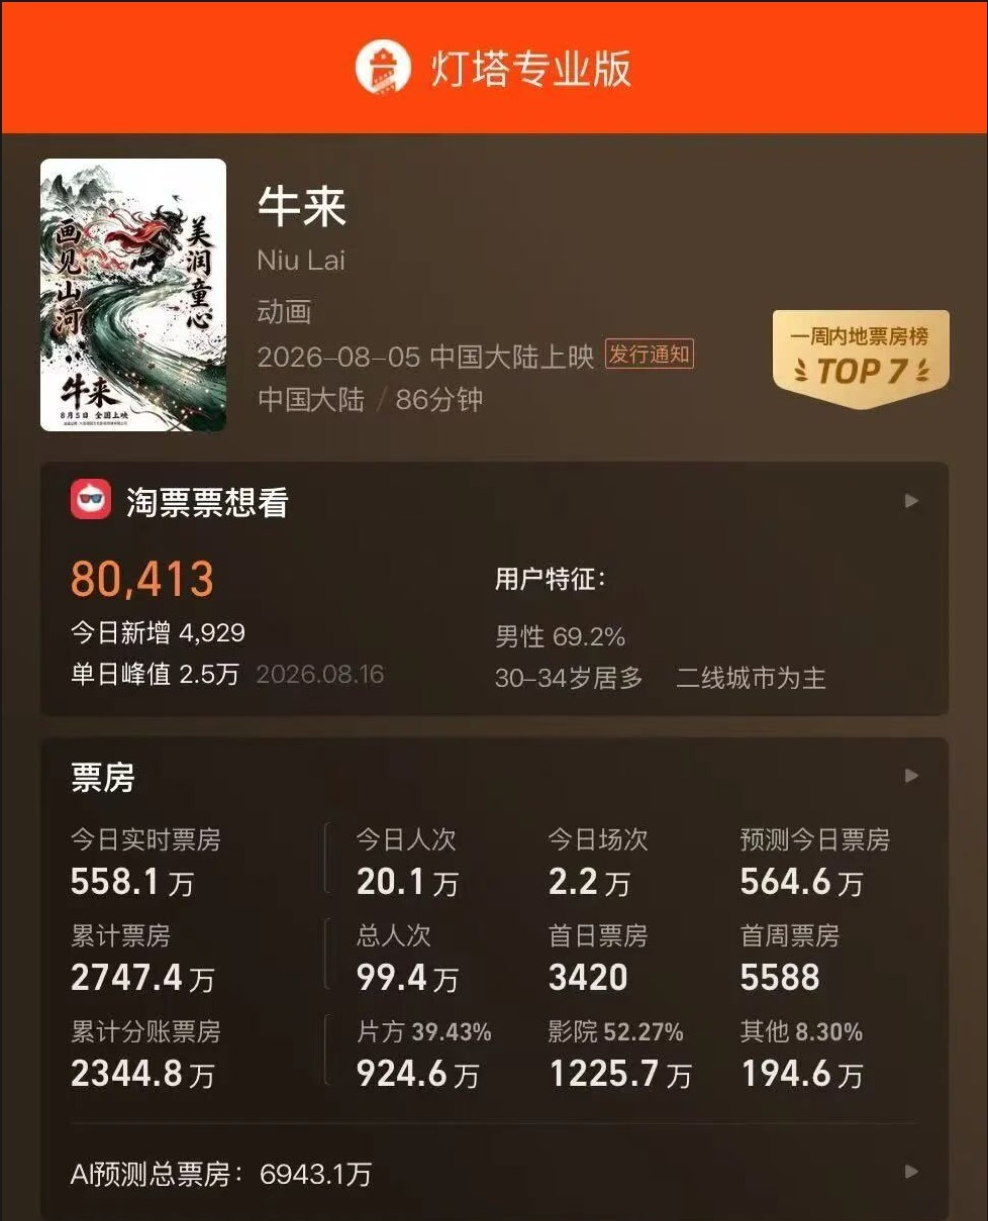 灯塔专业版
画见山河
美润童心
牛来
8月5日 全国上映
牛来
Niu Lai
动画
2026-08-05 中国大陆上映 发行通知
中国大陆 / 86分钟
一周内地票房榜
TOP 7
淘票票想看
80,413
今日新增 4,929
单日峰值 2.5万 2026.08.16
用户特征：
男性 69.2%
30-34岁居多 二线城市为主
票房
今日实时票房 今日人次 今日场次 预测今日票房
558.1万 20.1万 2.2万 564.6万
累计票房 总人次 首日票房 首周票房
2747.4万 99.4万 3420 5588
累计分账票房 片方 39.43% 影院 52.27% 其他 8.30%
2344.8万 924.6万 1225.7万 194.6万
AI预测总票房：6943.1万